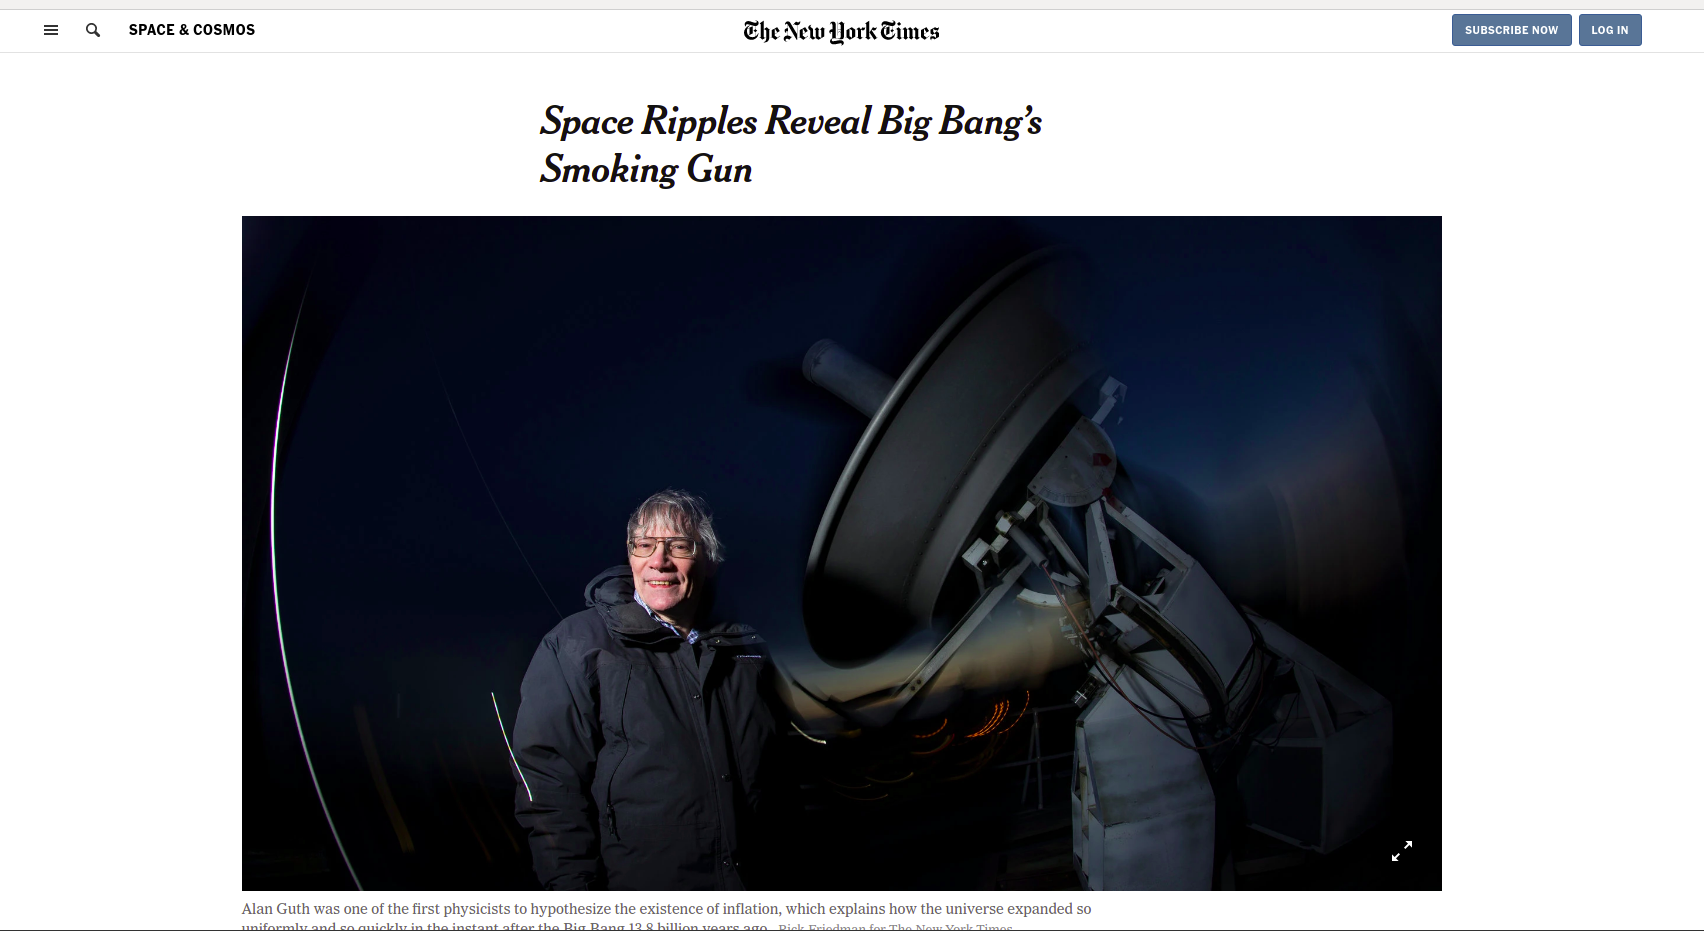 SPACE & COSMOS
The New York Times
SUBSCRIBE NOW
LOG IN
Space Ripples Reveal Big Bang’s
Smoking Gun
Alan Guth was one of the first physicists to hypothesize the existence of inflation, which explains how the universe expanded so
uniformly and so quickly in the instant after the Big Bang 13.8 billion years ago. Rick Friedman for The New York Times